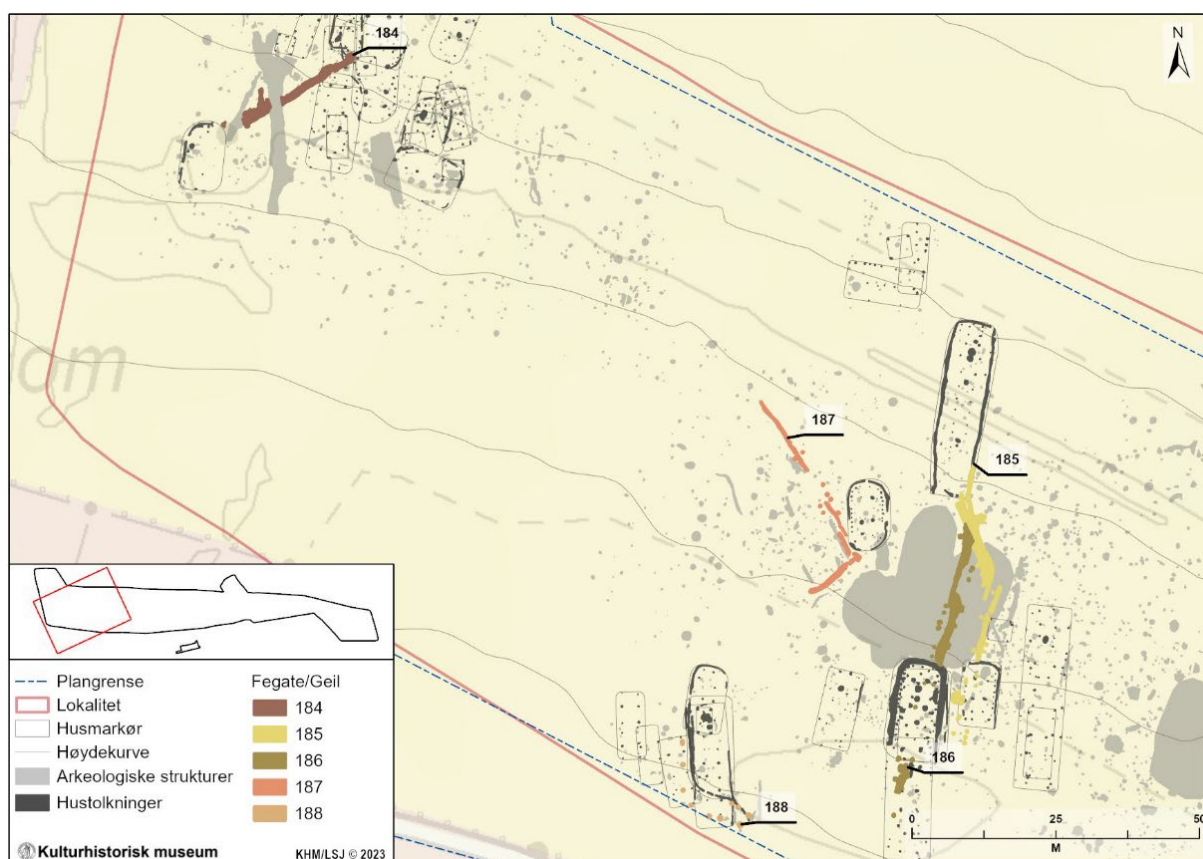 N
184
187
185
om
186
188
0 25 50
M
Plangrense
Lokalitet
Husmarkør
Høydekurve
Arkeologiske strukturer
Hustolkninger
Fegate/Geil
184
185
186
187
188
Kulturhistorisk museum
KHM/LSJ © 2023